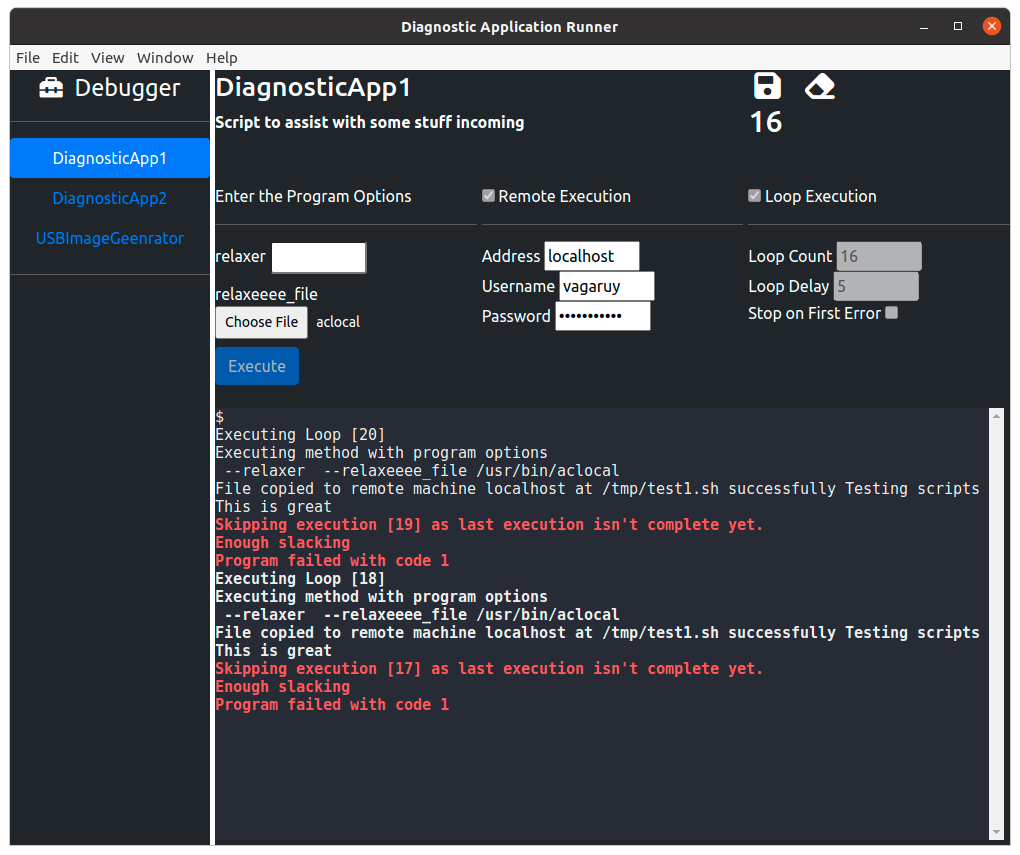 Diagnostic Application Runner
File Edit View Window Help
Debugger
DiagnosticApp1
DiagnosticApp2
USBImageGeenrator
DiagnosticApp1
Script to assist with some stuff incoming
16
Enter the Program Options
relaxer
relaxeeee_file
Choose File aclocal
Execute
Remote Execution
Address localhost
Username vagaruy
Password •••••••••••
Loop Execution
Loop Count 16
Loop Delay 5
Stop on First Error
$
Executing Loop [20]
Executing method with program options
--relaxer --relaxeeee_file /usr/bin/aclocal
File copied to remote machine localhost at /tmp/test1.sh successfully Testing scripts
This is great
Skipping execution [19] as last execution isn't complete yet.
Enough slacking
Program failed with code 1
Executing Loop [18]
Executing method with program options
--relaxer --relaxeeee_file /usr/bin/aclocal
File copied to remote machine localhost at /tmp/test1.sh successfully Testing scripts
This is great
Skipping execution [17] as last execution isn't complete yet.
Enough slacking
Program failed with code 1